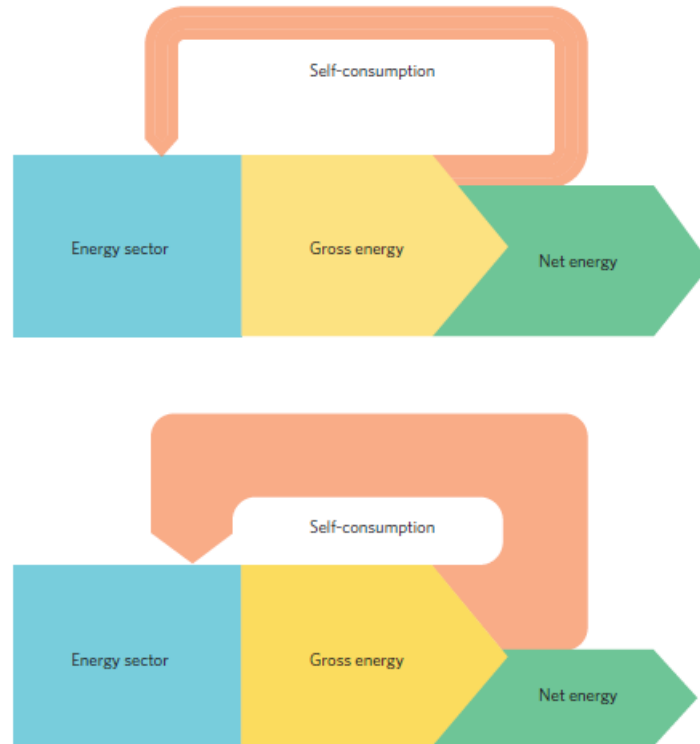 Self-consumption
Energy sector
Gross energy
Net energy
Self-consumption
Energy sector
Gross energy
Net energy